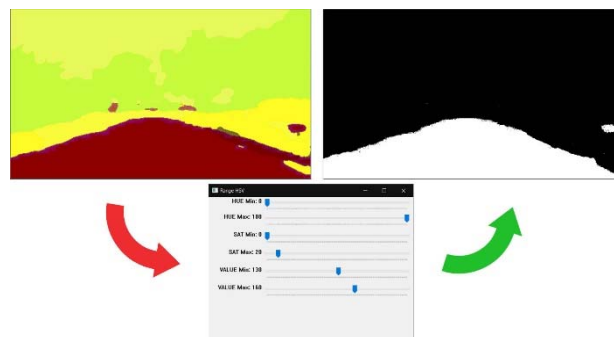 Range HSV
HUE Min: 0
HUE Max: 180
SAT Min: 0
SAT Max: 20
VALUE Min: 130
VALUE Max: 160